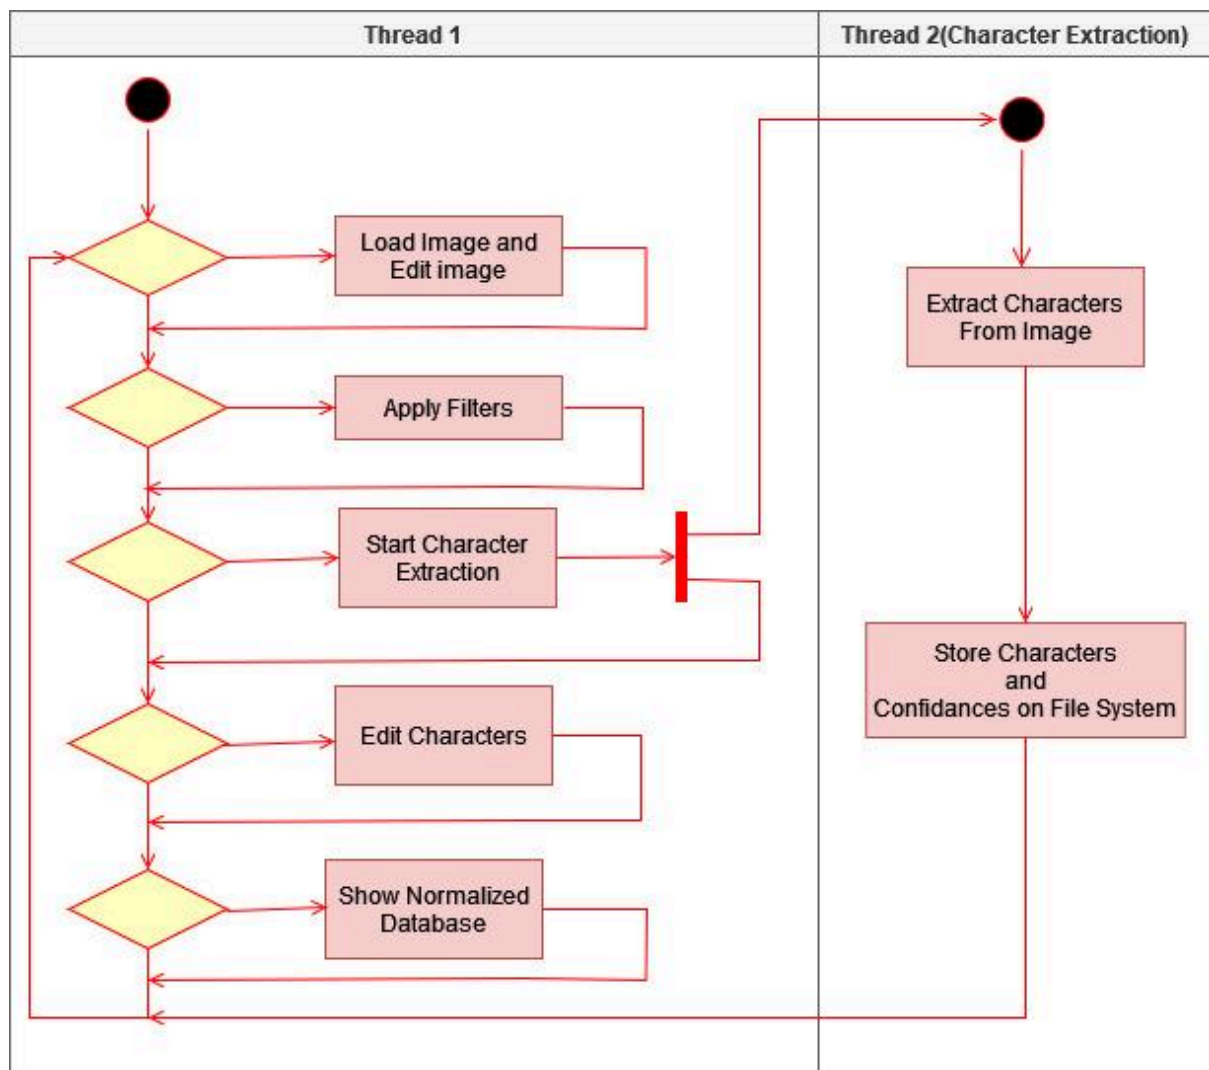 Thread 1
Thread 2(Character Extraction)
Load Image and
Edit image
Apply Filters
Start Character
Extraction
Edit Characters
Show Normalized
Database
Extract Characters
From Image
Store Characters
and
Confidances on File System